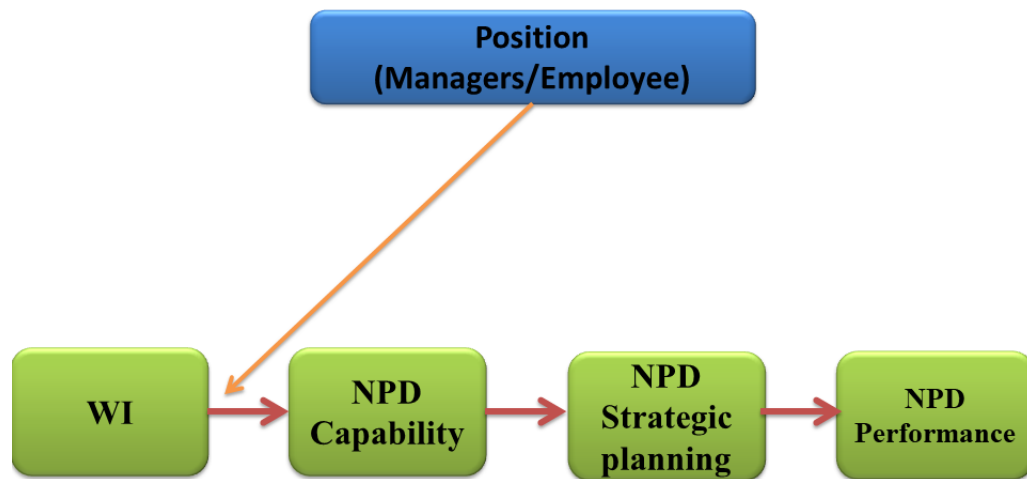 Position
(Managers/Employee)
WI
NPD
Capability
NPD
Strategic
planning
NPD
Performance